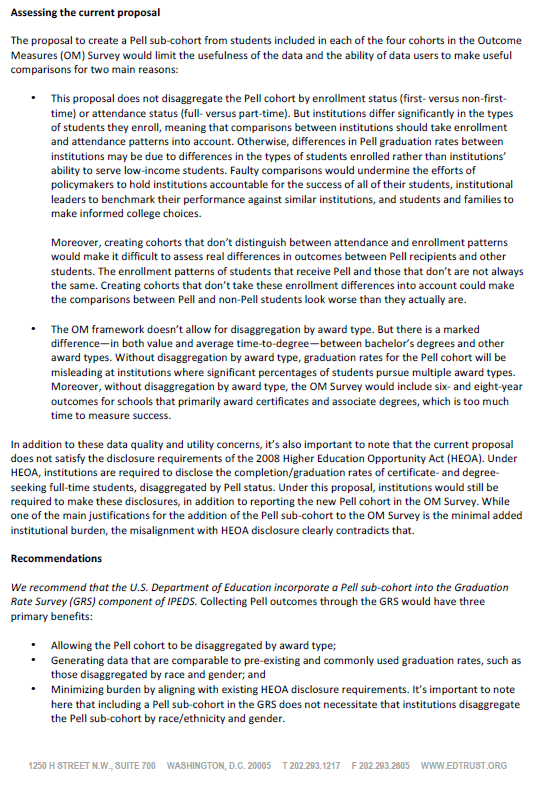 Assessing the current proposal
The proposal to create a Pell sub-cohort from students included in each of the four cohorts in the Outcome
Measures (OM) Survey would limit the usefulness of the data and the ability of data users to make useful
comparisons for two main reasons:
• This proposal does not disaggregate the Pell cohort by enrollment status (first- versus non-first-
time) or attendance status (full- versus part-time). But institutions differ significantly in the types
of students they enroll, meaning that comparisons between institutions should take enrollment
and attendance patterns into account. Otherwise, differences in Pell graduation rates between
institutions may be due to differences in the types of students enrolled rather than institutions’
ability to serve low-income students. Faulty comparisons would undermine the efforts of
policymakers to hold institutions accountable for the success of all of their students, institutional
leaders to benchmark their performance against similar institutions, and students and families to
make informed college choices.
Moreover, creating cohorts that don’t distinguish between attendance and enrollment patterns
would make it difficult to assess real differences in outcomes between Pell recipients and other
students. The enrollment patterns of students that receive Pell and those that don’t are not always
the same. Creating cohorts that don’t take these enrollment differences into account could make
the comparisons between Pell and non-Pell students look worse than they actually are.
• The OM framework doesn’t allow for disaggregation by award type. But there is a marked
difference—in both value and average time-to-degree—between bachelor’s degrees and other
award types. Without disaggregation by award type, graduation rates for the Pell cohort will be
misleading at institutions where significant percentages of students pursue multiple award types.
Moreover, without disaggregation by award type, the OM Survey would include six- and eight-year
outcomes for schools that primarily award certificates and associate degrees, which is too much
time to measure success.
In addition to these data quality and utility concerns, it’s also important to note that the current proposal
does not satisfy the disclosure requirements of the 2008 Higher Education Opportunity Act (HEOA). Under
HEOA, institutions are required to disclose the completion/graduation rates of certificate- and degree-
seeking full-time students, disaggregated by Pell status. Under this proposal, institutions would still be
required to make these disclosures, in addition to reporting the new Pell cohort in the OM Survey. While
one of the main justifications for the addition of the Pell sub-cohort to the OM Survey is the minimal added
institutional burden, the misalignment with HEOA disclosure clearly contradicts that.
Recommendations
We recommend that the U.S. Department of Education incorporate a Pell sub-cohort into the Graduation
Rate Survey (GRS) component of IPEDS. Collecting Pell outcomes through the GRS would have three
primary benefits:
• Allowing the Pell cohort to be disaggregated by award type;
• Generating data that are comparable to pre-existing and commonly used graduation rates, such as
those disaggregated by race and gender; and
• Minimizing burden by aligning with existing HEOA disclosure requirements. It’s important to note
here that including a Pell sub-cohort in the GRS does not necessitate that institutions disaggregate
the Pell sub-cohort by race/ethnicity and gender.
1250 H STREET N.W., SUITE 700 WASHINGTON, D.C. 20005 T 202.293.1217 F 202.293.2605 WWW.EDTRUST.ORG